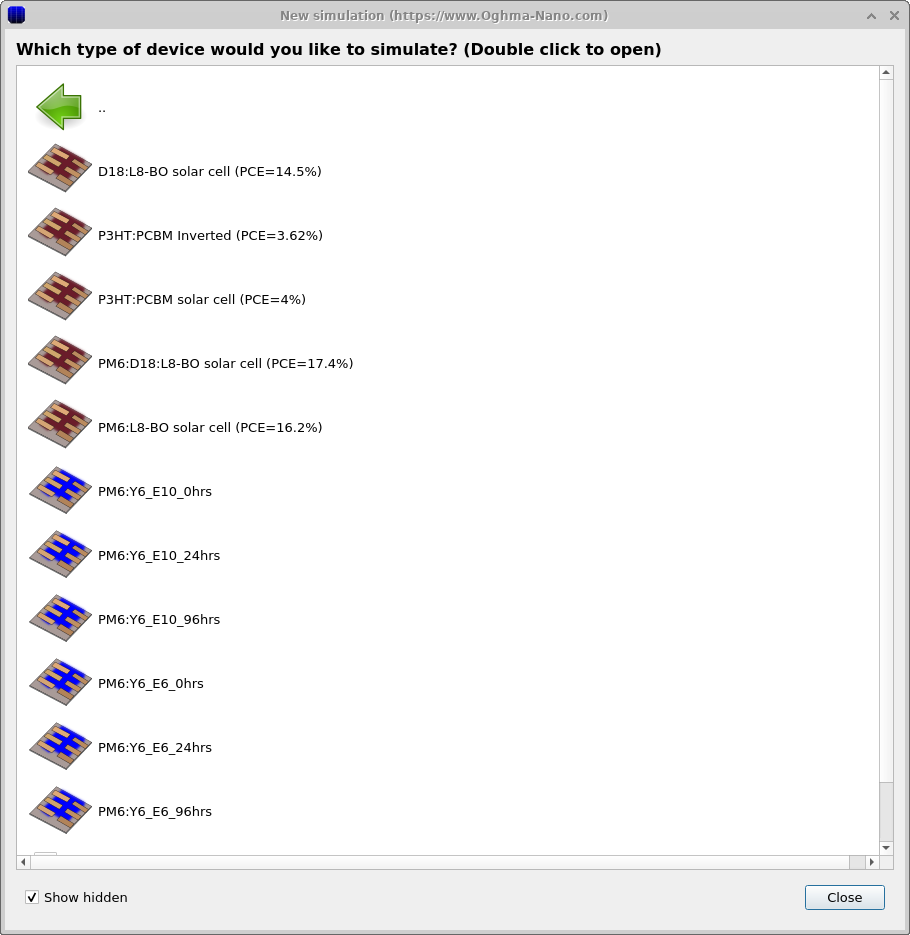 New simulation (https://www.Oghma-Nano.com)
Which type of device would you like to simulate? (Double click to open)
..
D18:L8-BO solar cell (PCE=14.5%)
P3HT:PCBM Inverted (PCE=3.62%)
P3HT:PCBM solar cell (PCE=4%)
PM6:D18:L8-BO solar cell (PCE=17.4%)
PM6:L8-BO solar cell (PCE=16.2%)
PM6:Y6_E10_0hrs
PM6:Y6_E10_24hrs
PM6:Y6_E10_96hrs
PM6:Y6_E6_0hrs
PM6:Y6_E6_24hrs
PM6:Y6_E6_96hrs
Show hidden
Close